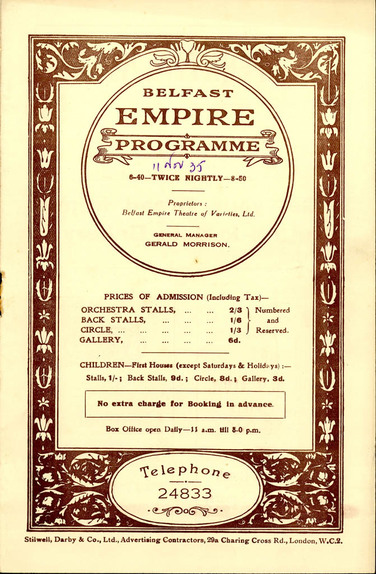 BELFAST
EMPIRE
PROGRAMME
11 Nov 35
6-40—TWICE NIGHTLY—8-50
Proprietors :
Belfast Empire Theatre of Varieties, Ltd.
GENERAL MANAGER
GERALD MORRISON.
PRICES OF ADMISSION (Including Tax)—
ORCHESTRA STALLS, ... ... 2/3 } Numbered
BACK STALLS, ... ... 1/6 } and
CIRCLE, ... ... ... ... 1/3 } Reserved.
GALLERY, ... ... ... 6d.
CHILDREN—First Houses (except Saturdays & Holidays) :—
Stalls, 1/- ; Back Stalls, 9d. ; Circle, 8d. ; Gallery, 3d.
No extra charge for Booking in advance.
Box Office open Daily—11 a.m. till 8-0 p.m.
Telephone
24833
Stilwell, Darby & Co., Ltd., Advertising Contractors, 29a Charing Cross Rd., London, W.C.2.